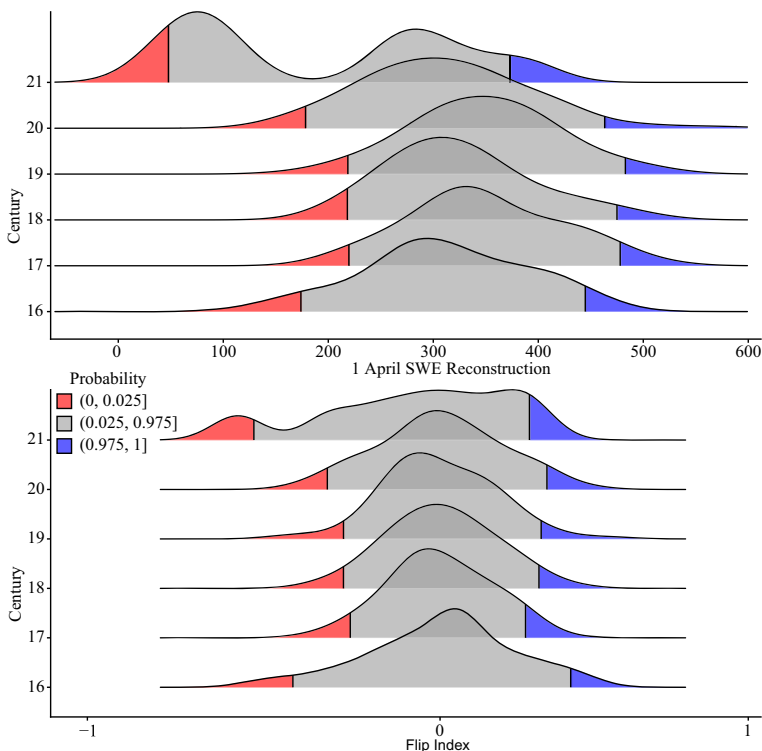 21
20
19
18
17
16
Century
0 100 200 300 400 500 600
1 April SWE Reconstruction
Probability
(0, 0.025]
(0.025, 0.975]
(0.975, 1]
21
20
19
18
17
16
Century
−1 0 1
Flip Index